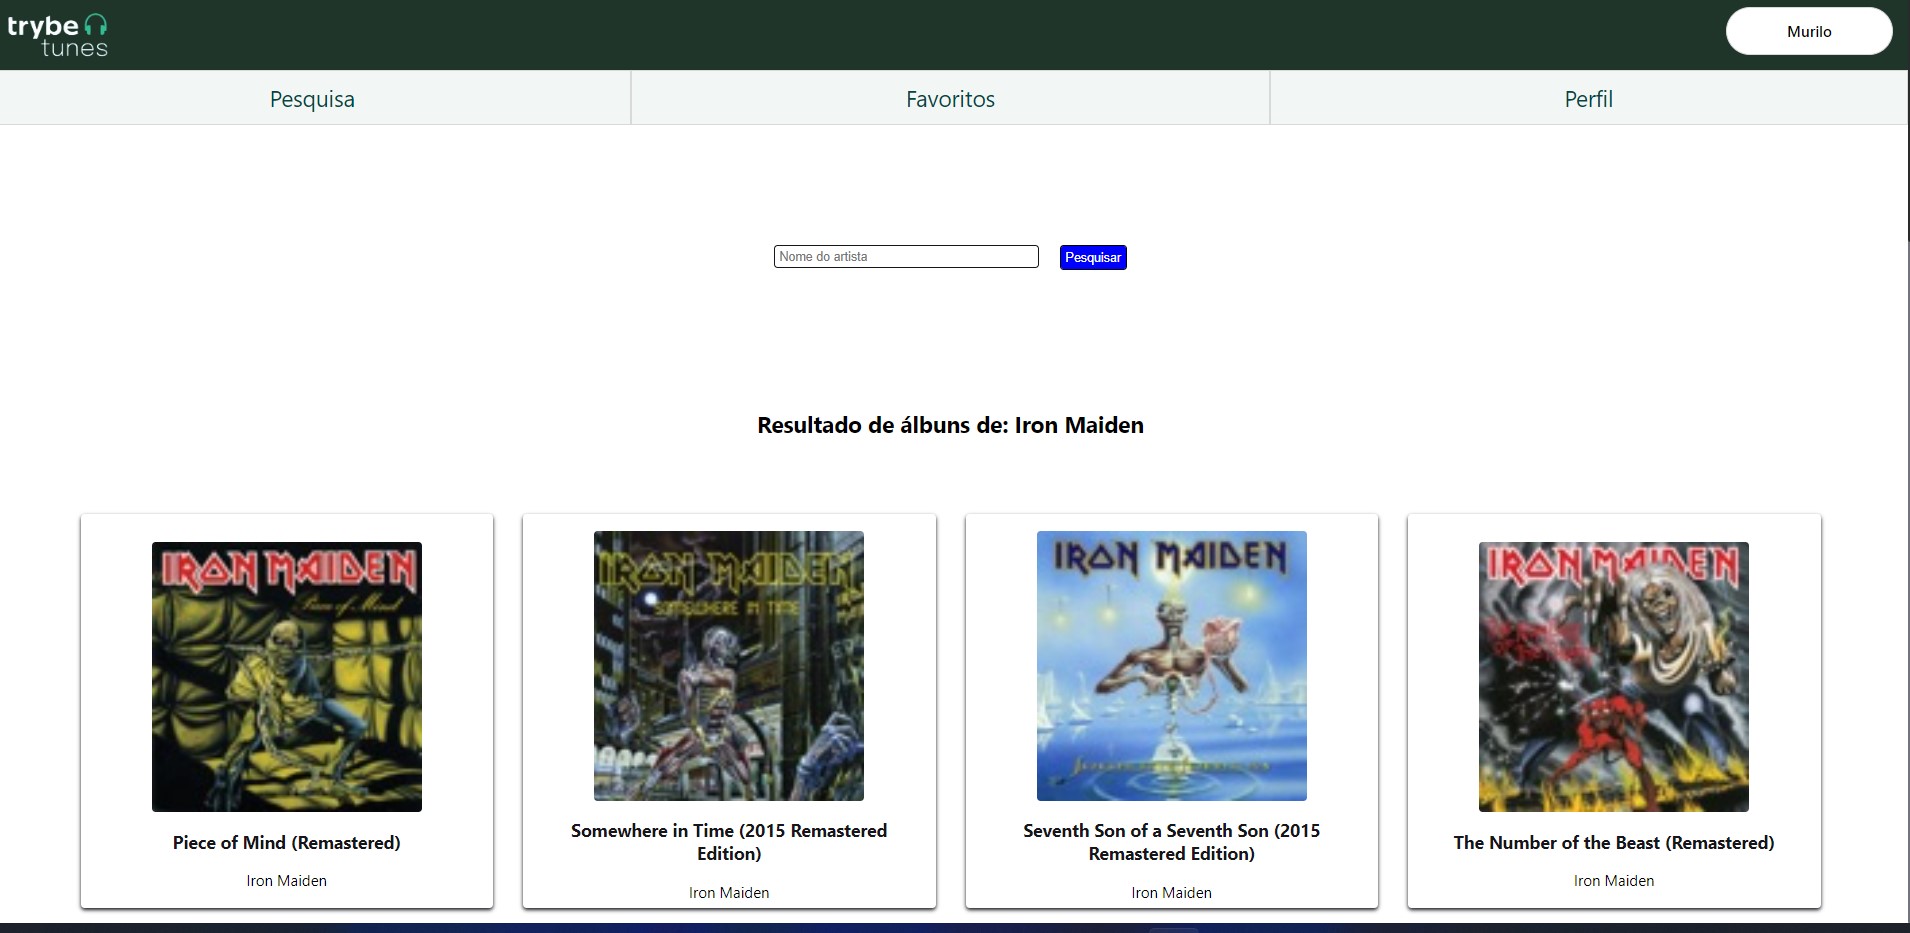 trybe
tunes
Murilo
Pesquisa
Favoritos
Perfil
Nome do artista
Pesquisar
Resultado de álbuns de: Iron Maiden
IRON MAIDEN
Piece of Mind
IRON MAIDEN
SOMEWHERE IN TIME
IRON MAIDEN
IRON MAIDEN
Piece of Mind (Remastered)
Iron Maiden
Somewhere in Time (2015 Remastered
Edition)
Iron Maiden
Seventh Son of a Seventh Son (2015
Remastered Edition)
Iron Maiden
The Number of the Beast (Remastered)
Iron Maiden